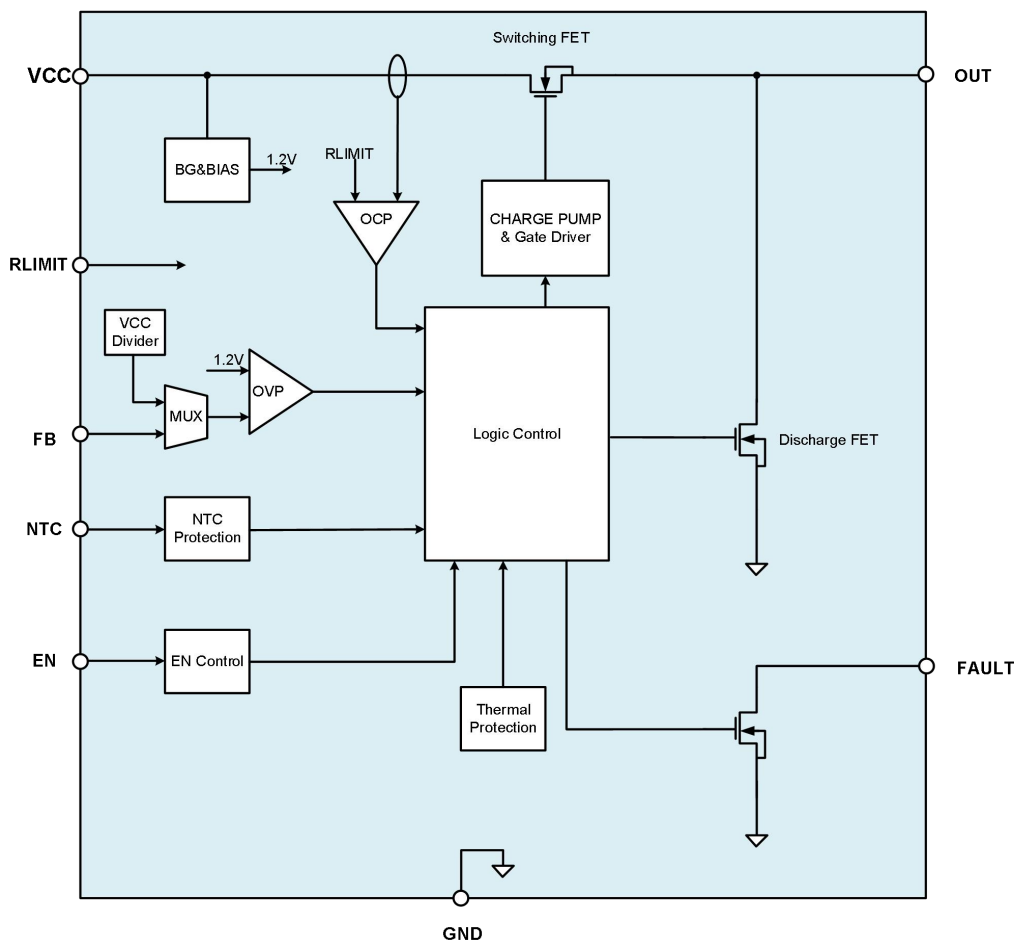 Switching FET
VCC
OUT
BG&BIAS
1.2V
RLIMIT
OCP
CHARGE PUMP
& Gate Driver
RLIMIT
VCC
Divider
1.2V
OVP
MUX
FB
Logic Control
Discharge FET
NTC
NTC
Protection
EN
EN Control
FAULT
Thermal
Protection
GND